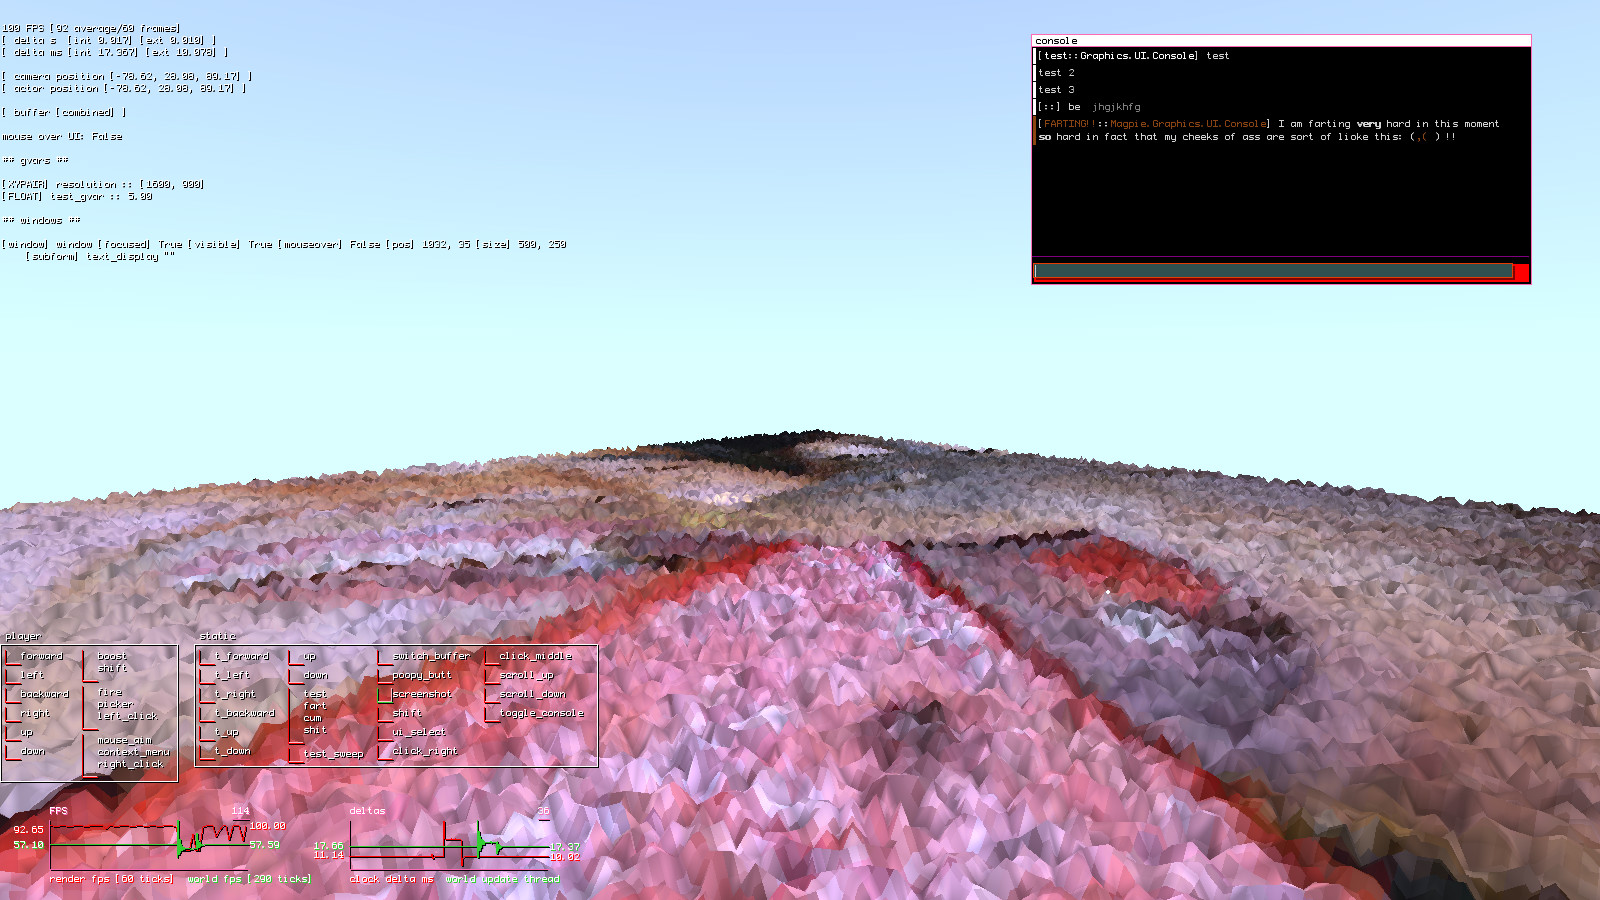 100 FPS [92 average/60 frames]
[ delta s  [int 0.017] [ext 0.010] ]
[ delta ms [int 17.367] [ext 10.070] ]
[ camera position [-78.62, 28.08, 89.17] ]
[ actor position [-78.62, 28.08, 89.17] ]
[ buffer [combined] ]
mouse over UI: False
## gvars ##
[XYPAIR] resolution :: [1600, 900]
[FLOAT] test_gvar :: 5.00
## windows ##
[window] window [focused] True [visible] True [mouseover] False [pos] 1032, 35 [size] 500, 250
[subform] text_display ""
console
[test::Graphics.UI.Console] test
test 2
test 3
[::] be  jhgjkhfg
[FARTING!!::Magpie.Graphics.UI.Console] I am farting very hard in this moment
so hard in fact that my cheeks of ass are sort of lioke this: (,( ) !!
player
forward
left
backward
right
up
down
boost
shift
fire
picker
left_click
mouse_aim
context_menu
right_click
static
t_forward
t_left
t_right
t_backward
t_up
t_down
up
down
test
fart
cum
shit
test_sweep
switch_buffer
poopy_butt
screenshot
shift
ui_select
click_right
click_middle
scroll_up
scroll_down
toggle_console
FPS 114
92.65 100.00
57.10 57.59
render fps [60 ticks] world fps [290 ticks]
deltas 35
17.66 17.37
11.14 10.02
clock delta ms world update thread